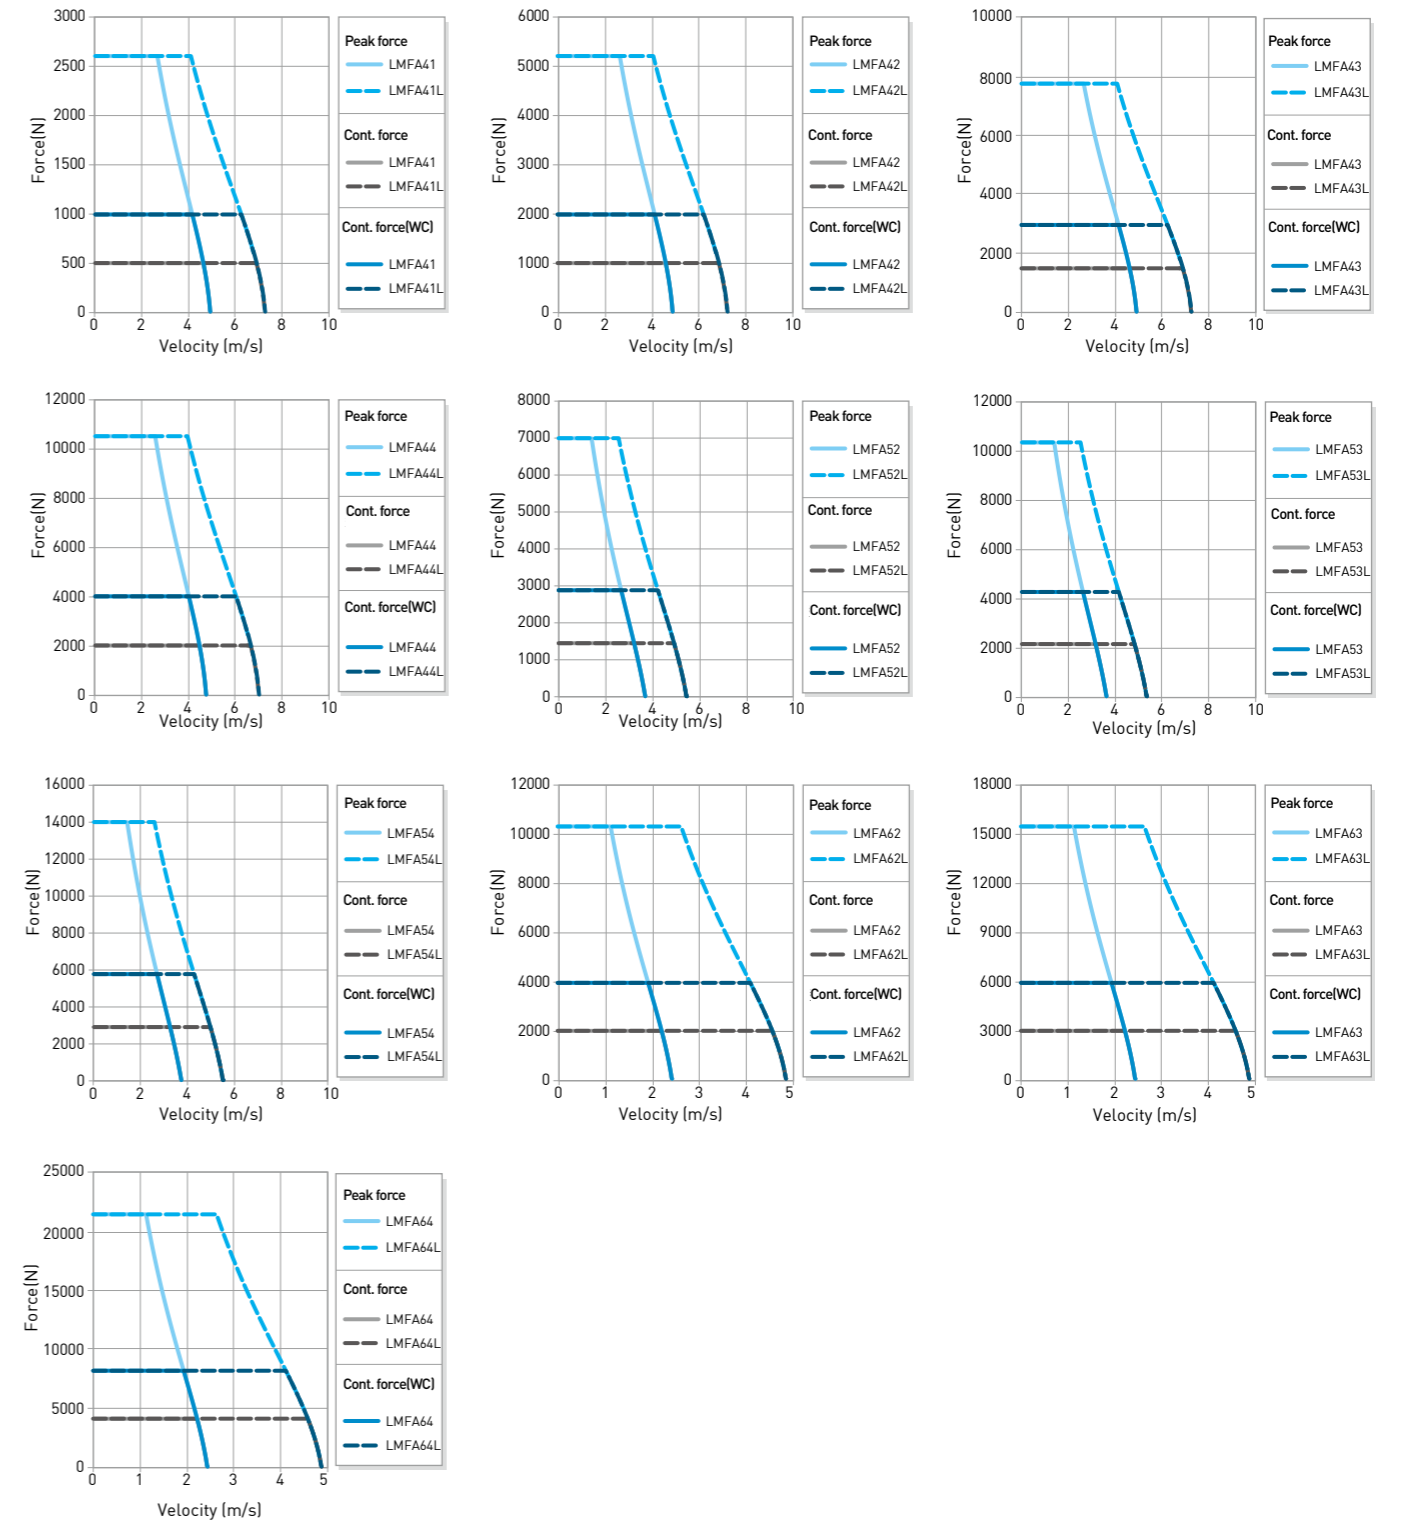 3000
2500
2000
1500
1000
500
0
Force(N)
0 2 4 6 8 10
Velocity (m/s)
Peak force
LMFA41
LMFA41L
Cont. force
LMFA41
LMFA41L
Cont. force(WC)
LMFA41
LMFA41L
6000
5000
4000
3000
2000
1000
0
Force(N)
0 2 4 6 8 10
Velocity (m/s)
Peak force
LMFA42
LMFA42L
Cont. force
LMFA42
LMFA42L
Cont. force(WC)
LMFA42
LMFA42L
10000
8000
6000
4000
2000
0
Force(N)
0 2 4 6 8 10
Velocity (m/s)
Peak force
LMFA43
LMFA43L
Cont. force
LMFA43
LMFA43L
Cont. force(WC)
LMFA43
LMFA43L
12000
10000
8000
6000
4000
2000
0
Force(N)
0 2 4 6 8 10
Velocity (m/s)
Peak force
LMFA44
LMFA44L
Cont. force
LMFA44
LMFA44L
Cont. force(WC)
LMFA44
LMFA44L
8000
7000
6000
5000
4000
3000
2000
1000
0
Force(N)
0 2 4 6 8 10
Velocity (m/s)
Peak force
LMFA52
LMFA52L
Cont. force
LMFA52
LMFA52L
Cont. force(WC)
LMFA52
LMFA52L
12000
10000
8000
6000
4000
2000
0
Force(N)
0 2 4 6 8 10
Velocity (m/s)
Peak force
LMFA53
LMFA53L
Cont. force
LMFA53
LMFA53L
Cont. force(WC)
LMFA53
LMFA53L
16000
14000
12000
10000
8000
6000
4000
2000
0
Force(N)
0 2 4 6 8 10
Velocity (m/s)
Peak force
LMFA54
LMFA54L
Cont. force
LMFA54
LMFA54L
Cont. force(WC)
LMFA54
LMFA54L
12000
10000
8000
6000
4000
2000
0
Force(N)
0 1 2 3 4 5
Velocity (m/s)
Peak force
LMFA62
LMFA62L
Cont. force
LMFA62
LMFA62L
Cont. force(WC)
LMFA62
LMFA62L
18000
15000
12000
9000
6000
3000
0
Force(N)
0 1 2 3 4 5
Velocity (m/s)
Peak force
LMFA63
LMFA63L
Cont. force
LMFA63
LMFA63L
Cont. force(WC)
LMFA63
LMFA63L
25000
20000
15000
10000
5000
0
Force(N)
0 1 2 3 4 5
Velocity (m/s)
Peak force
LMFA64
LMFA64L
Cont. force
LMFA64
LMFA64L
Cont. force(WC)
LMFA64
LMFA64L